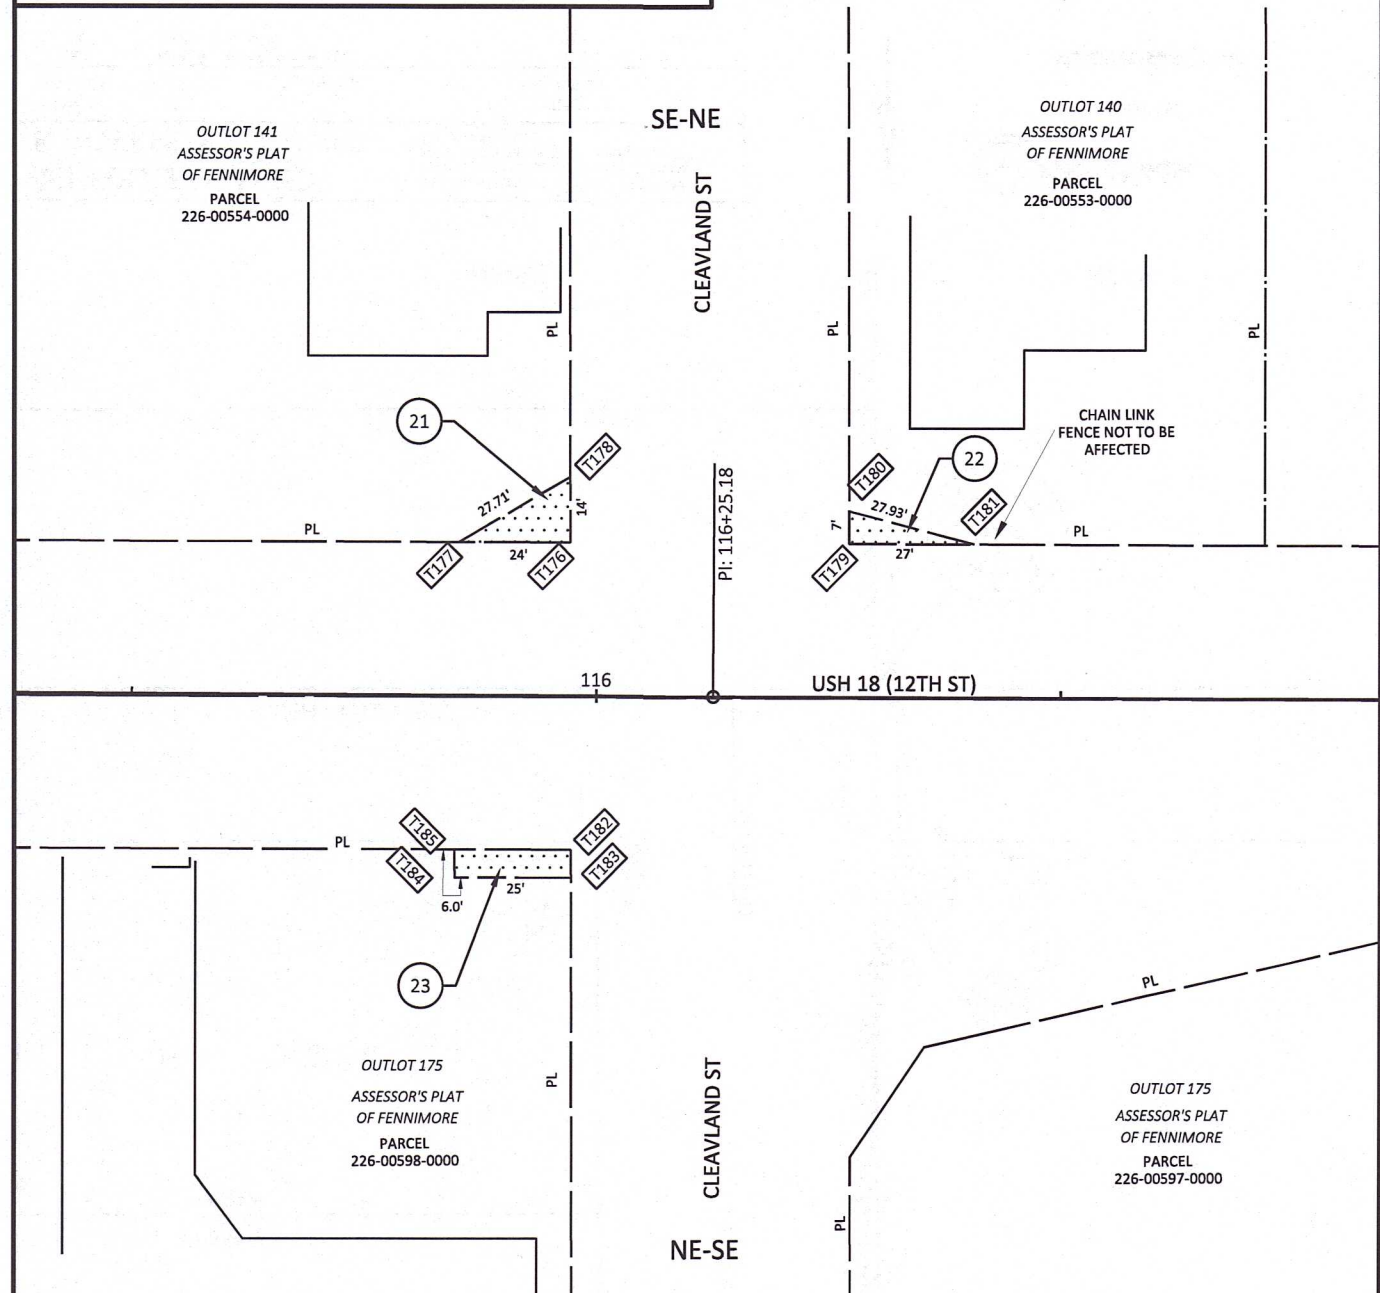 SE-NE
OUTLOT 141
ASSESSOR'S PLAT
OF FENNIMORE
PARCEL
226-00554-0000
CLEAVLAND ST
OUTLOT 140
ASSESSOR'S PLAT
OF FENNIMORE
PARCEL
226-00553-0000
PL
PL
PL
21
T178
27.71'
14'
PL
24'
T177
T176
PI: 116+25.18
CHAIN LINK
FENCE NOT TO BE
AFFECTED
22
T180
T181
27.93'
7'
27'
PL
T179
116
USH 18 (12TH ST)
T185
PL
T182
T184
T183
25'
6.0'
23
PL
OUTLOT 175
ASSESSOR'S PLAT
OF FENNIMORE
PARCEL
226-00598-0000
PL
CLEAVLAND ST
OUTLOT 175
ASSESSOR'S PLAT
OF FENNIMORE
PARCEL
226-00597-0000
PL
NE-SE